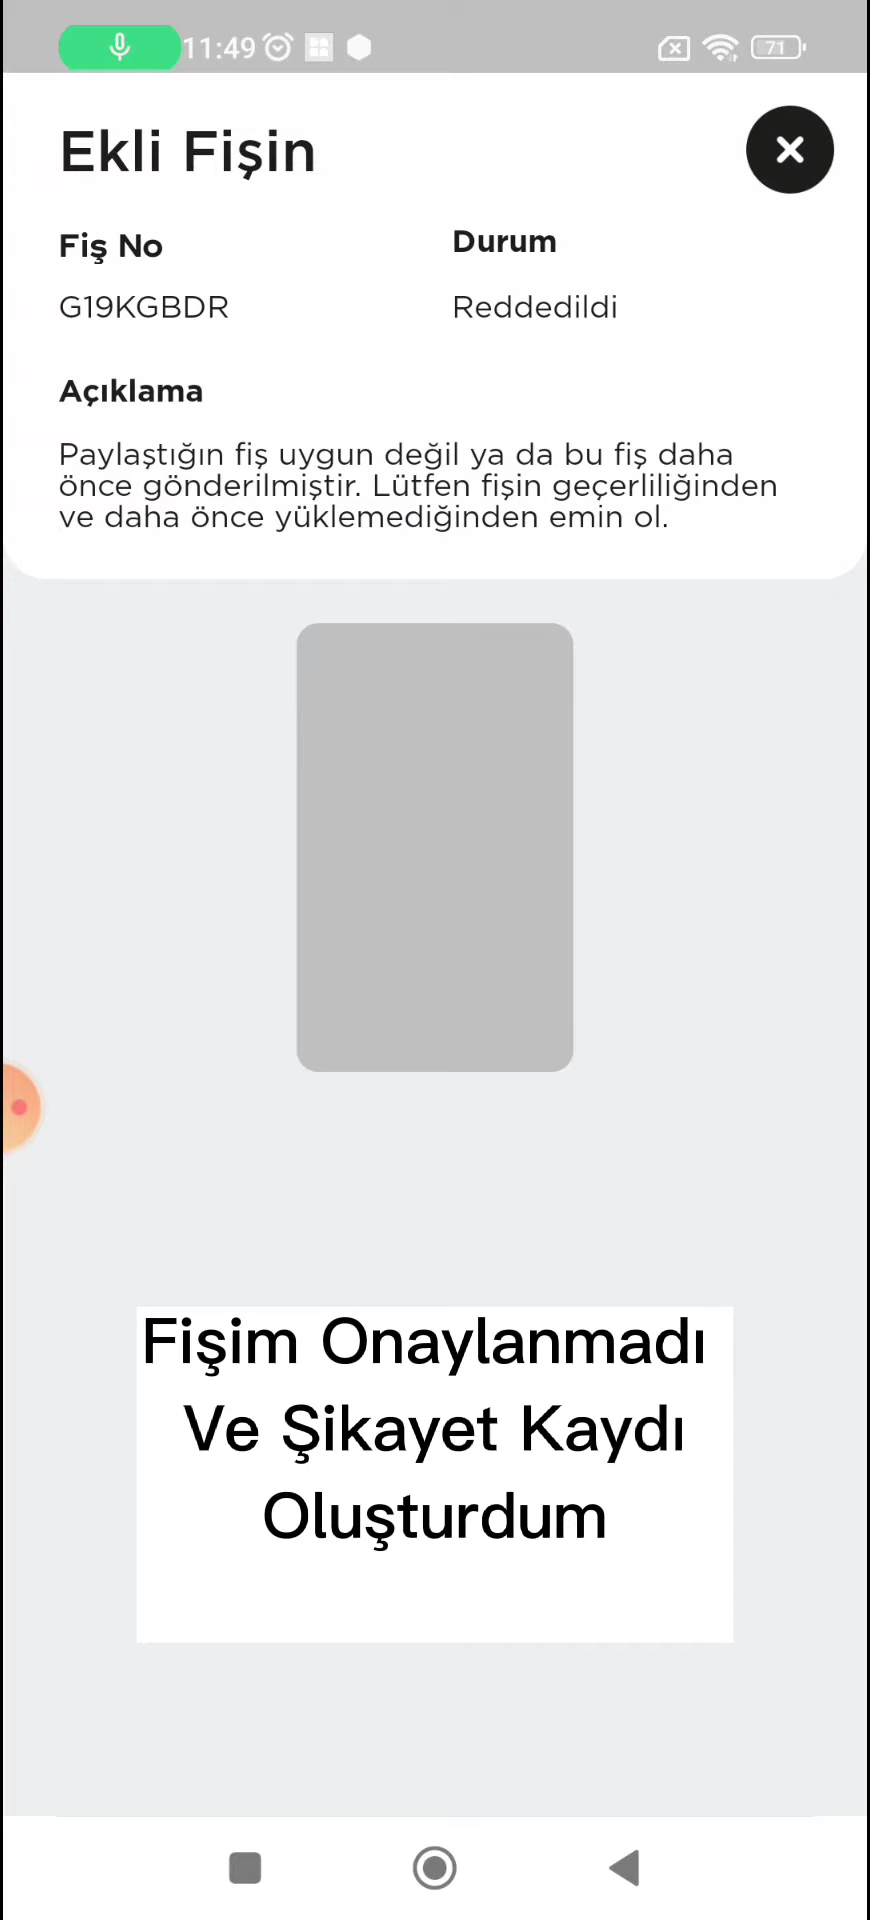 11:49
71
Ekli Fişin
Fiş No
Durum
G19KGBDR
Reddedildi
Açıklama
Paylaştığın fiş uygun değil ya da bu fiş daha
önce gönderilmiştir. Lütfen fişin geçerliliğinden
ve daha önce yüklemediğinden emin ol.
Fişim Onaylanmadı
Ve Şikayet Kaydı
Oluşturdum